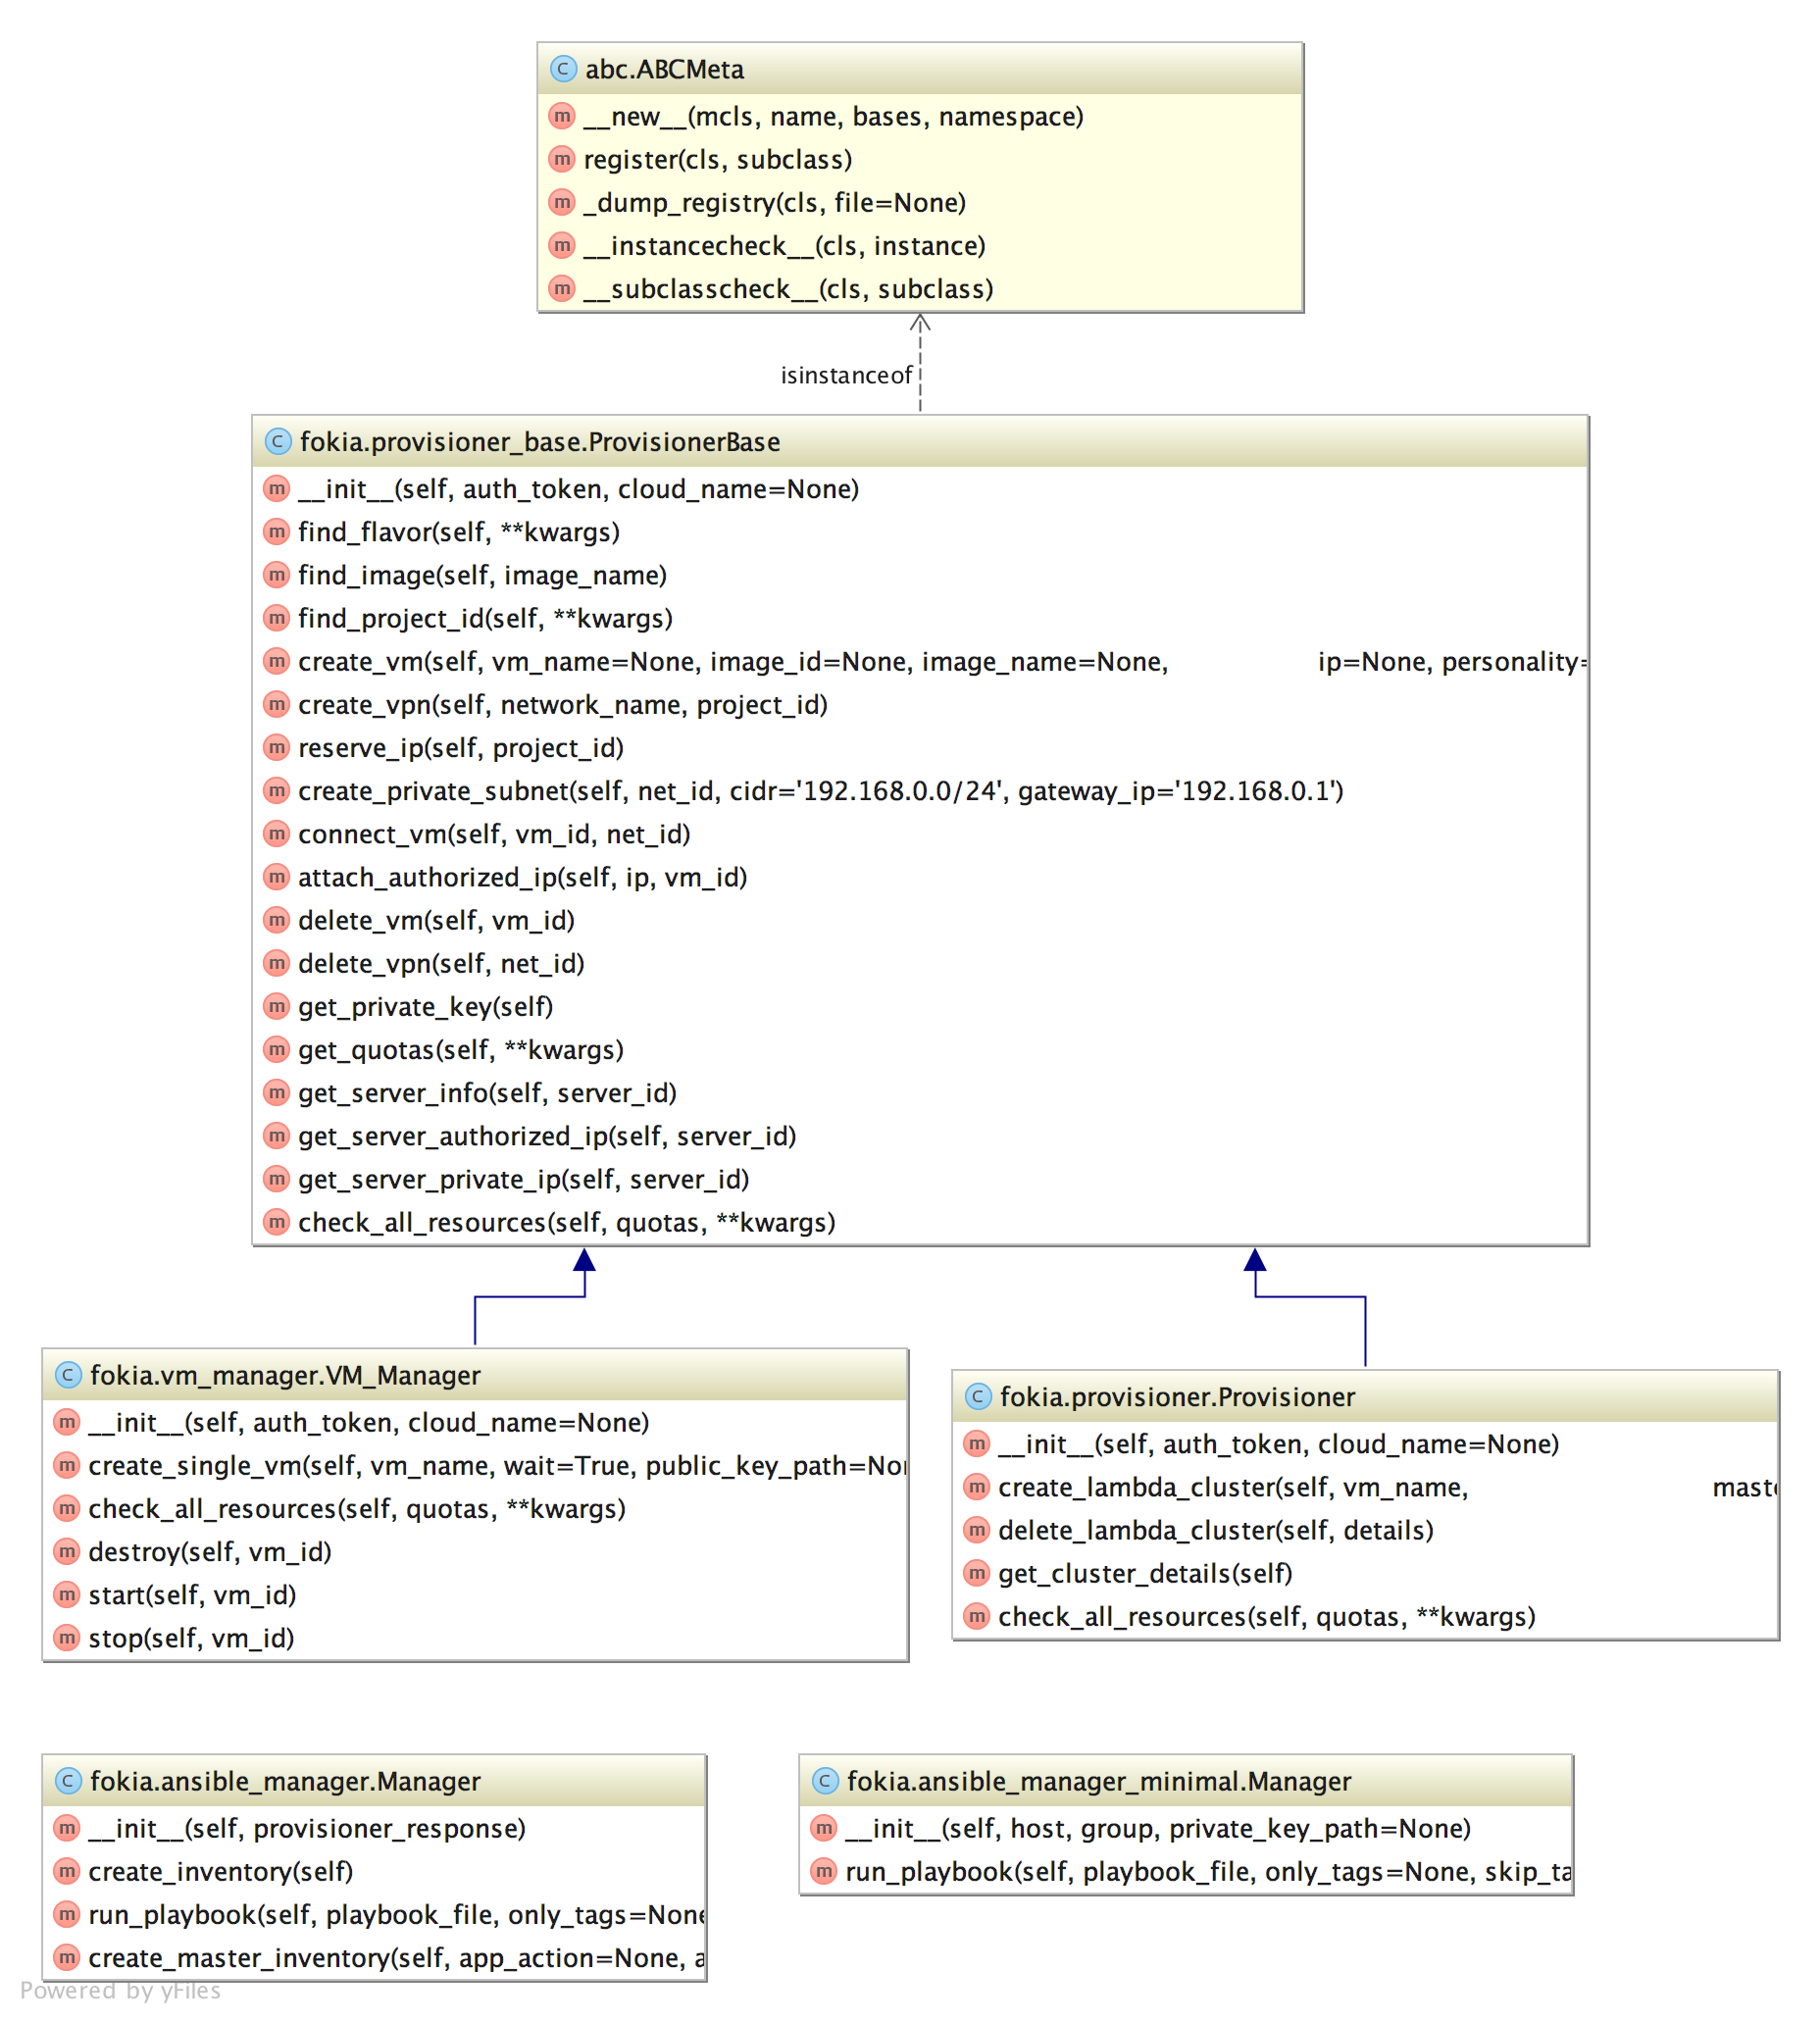 C abc.ABCMeta
m __new__(mcls, name, bases, namespace)
m register(cls, subclass)
m _dump_registry(cls, file=None)
m __instancecheck__(cls, instance)
m __subclasscheck__(cls, subclass)
isinstanceof
C fokia.provisioner_base.ProvisionerBase
m __init__(self, auth_token, cloud_name=None)
m find_flavor(self, **kwargs)
m find_image(self, image_name)
m find_project_id(self, **kwargs)
m create_vm(self, vm_name=None, image_id=None, image_name=None, ip=None, personality=
m create_vpn(self, network_name, project_id)
m reserve_ip(self, project_id)
m create_private_subnet(self, net_id, cidr='192.168.0.0/24', gateway_ip='192.168.0.1')
m connect_vm(self, vm_id, net_id)
m attach_authorized_ip(self, ip, vm_id)
m delete_vm(self, vm_id)
m delete_vpn(self, net_id)
m get_private_key(self)
m get_quotas(self, **kwargs)
m get_server_info(self, server_id)
m get_server_authorized_ip(self, server_id)
m get_server_private_ip(self, server_id)
m check_all_resources(self, quotas, **kwargs)
C fokia.vm_manager.VM_Manager
m __init__(self, auth_token, cloud_name=None)
m create_single_vm(self, vm_name, wait=True, public_key_path=
m check_all_resources(self, quotas, **kwargs)
m destroy(self, vm_id)
m start(self, vm_id)
m stop(self, vm_id)
C fokia.provisioner.Provisioner
m __init__(self, auth_token, cloud_name=None)
m create_lambda_cluster(self, vm_name,
m delete_lambda_cluster(self, details)
m get_cluster_details(self)
m check_all_resources(self, quotas, **kwargs)
C fokia.ansible_manager.Manager
m __init__(self, provisioner_response)
m create_inventory(self)
m run_playbook(self, playbook_file, only_tags=None
m create_master_inventory(self, app_action=None,
C fokia.ansible_manager_minimal.Manager
m __init__(self, host, group, private_key_path=None)
m run_playbook(self, playbook_file, only_tags=None,
Powered by yFiles